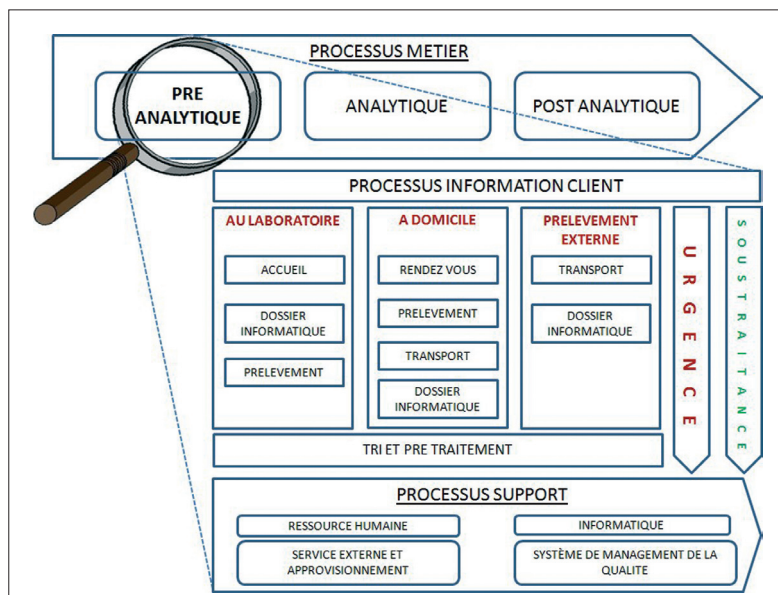 PROCESSUS METIER
PRE
ANALYTIQUE
ANALYTIQUE
POST ANALYTIQUE
PROCESSUS INFORMATION CLIENT
AU LABORATOIRE
ACCUEIL
DOSSIER
INFORMATIQUE
PRELEVEMENT
A DOMICILE
RENDEZ VOUS
PRELEVEMENT
TRANSPORT
DOSSIER
INFORMATIQUE
PRELEVEMENT
EXTERNE
TRANSPORT
DOSSIER
INFORMATIQUE
URGENCE
SOUSTRAITANCE
TRI ET PRE TRAITEMENT
PROCESSUS SUPPORT
RESSOURCE HUMAINE
INFORMATIQUE
SERVICE EXTERNE ET
APPROVISIONNEMENT
SYSTÈME DE MANAGEMENT DE LA
QUALITE